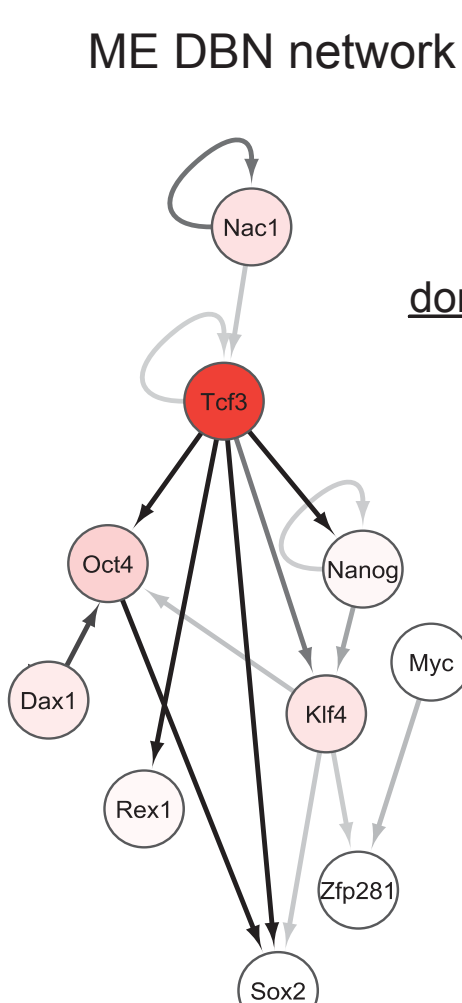 ME DBN network
Nac1
Tcf3
Oct4
Nanog
Myc
Dax1
Klf4
Rex1
Zfp281
Sox2